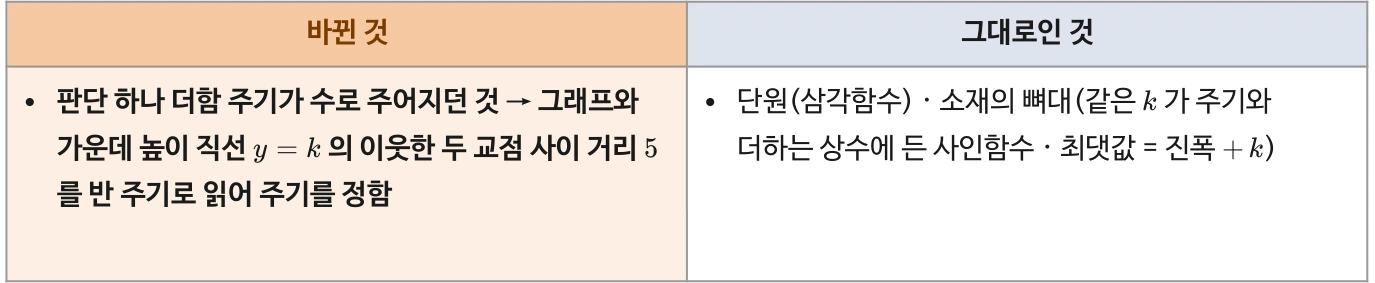 바뀐 것
그대로인 것
• 판단 하나 더함 주기가 수로 주어지던 것 → 그래프와
가운데 높이 직선 y = k 의 이웃한 두 교점 사이 거리 5
를 반 주기로 읽어 주기를 정함
• 단원(삼각함수) · 소재의 뼈대(같은 k 가 주기와
더하는 상수에 든 사인함수 · 최댓값 = 진폭 + k)